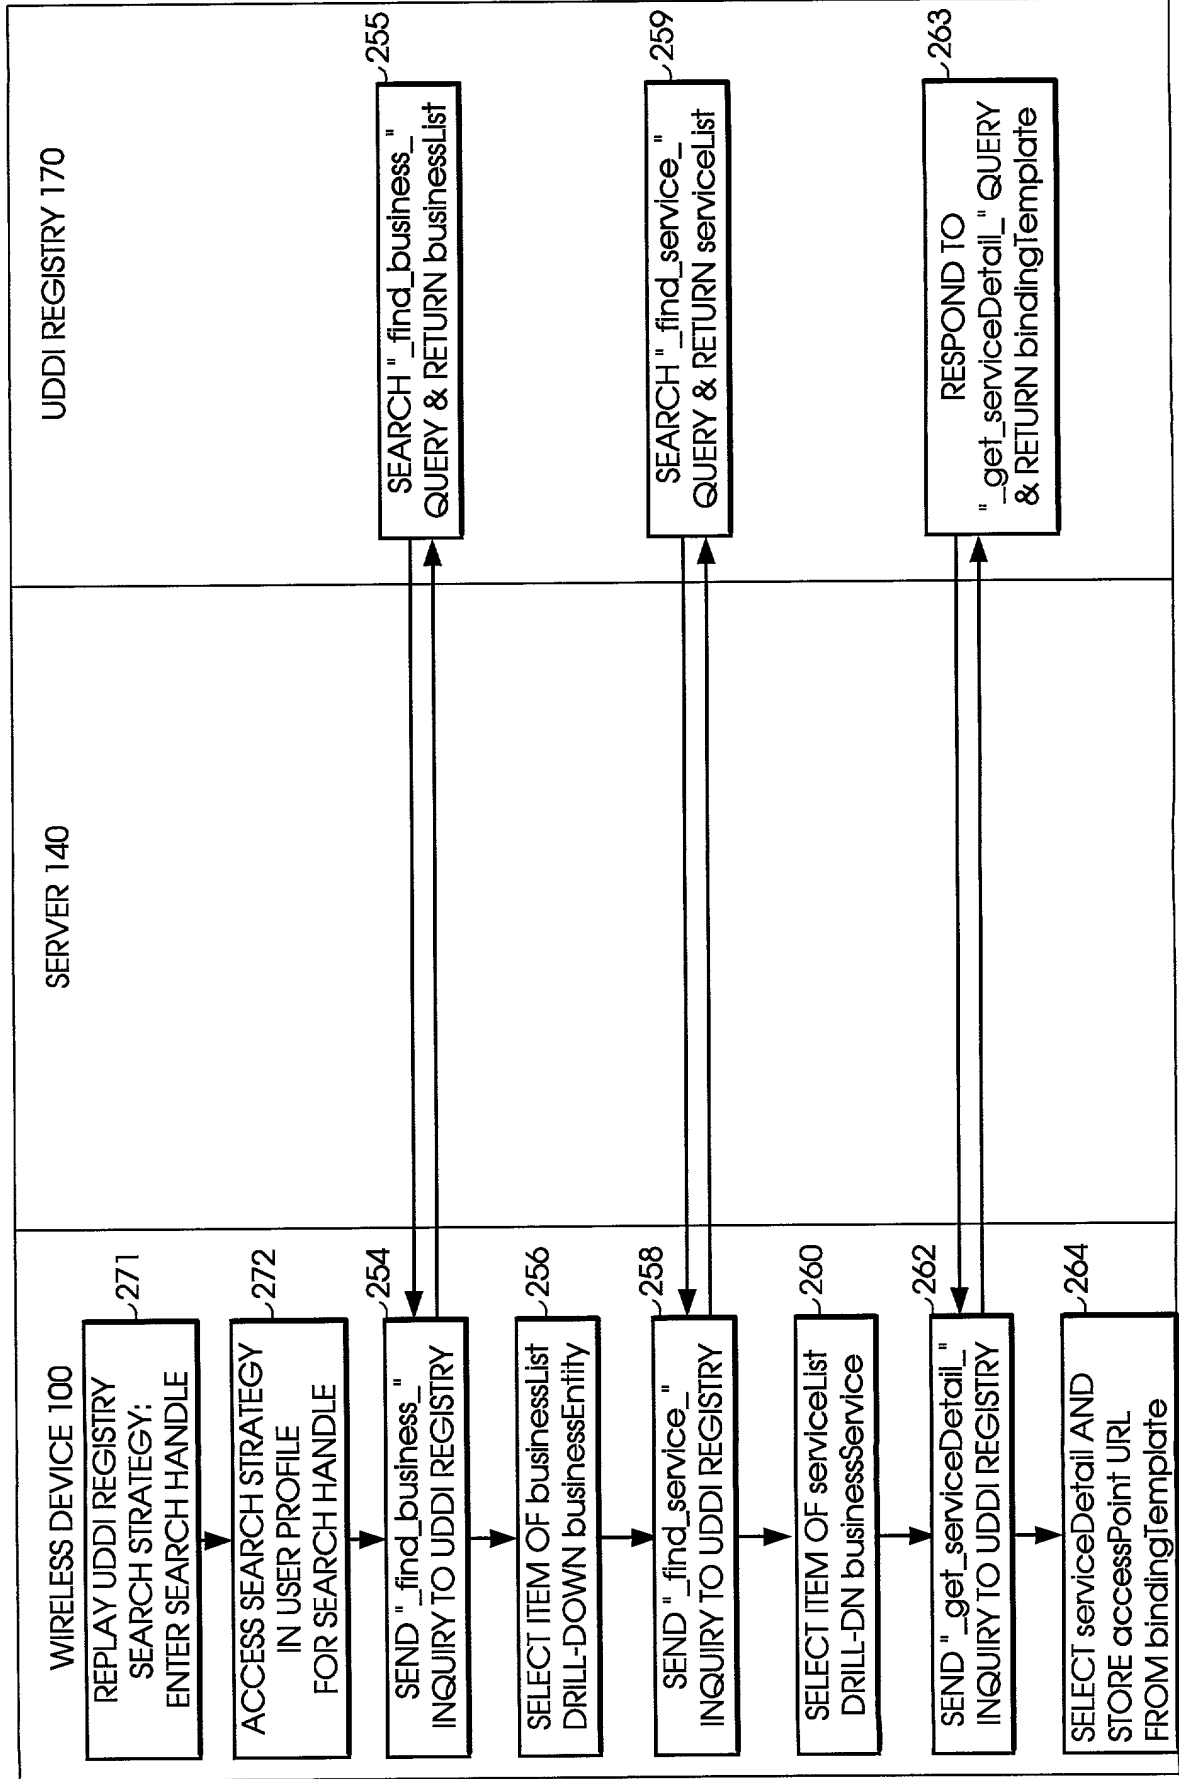 WIRELESS DEVICE 100
REPLAY UDDI REGISTRY
SEARCH STRATEGY:
ENTER SEARCH HANDLE
271
ACCESS SEARCH STRATEGY
IN USER PROFILE
FOR SEARCH HANDLE
272
SEND "_find_business_"
INQUIRY TO UDDI REGISTRY
254
SELECT ITEM OF businessList
DRILL-DOWN businessEntity
256
SEND "_find_service_"
INQUIRY TO UDDI REGISTRY
258
SELECT ITEM OF serviceList
DRILL-DN businessService
260
SEND "_get_serviceDetail_"
INQUIRY TO UDDI REGISTRY
262
SELECT serviceDetail AND
STORE accessPoint URL
FROM bindingTemplate
264
SERVER 140
UDDI REGISTRY 170
SEARCH "_find_business_"
QUERY & RETURN businessList
255
SEARCH "_find_service_"
QUERY & RETURN serviceList
259
RESPOND TO
"_get_serviceDetail_" QUERY
& RETURN bindingTemplate
263